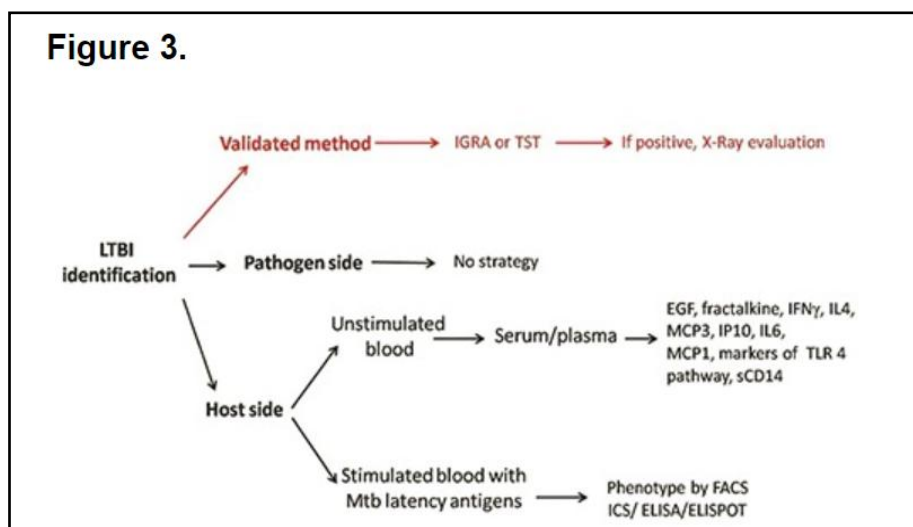 Figure 3.
Validated method
IGRA or TST
If positive, X-Ray evaluation
LTBI
identification
Pathogen side
No strategy
Unstimulated
blood
Serum/plasma
EGF, fractalkine, IFNγ, IL4,
MCP3, IP10, IL6,
MCP1, markers of TLR 4
pathway, sCD14
Host side
Stimulated blood with
Mtb latency antigens
Phenotype by FACS
ICS/ ELISA/ELISPOT